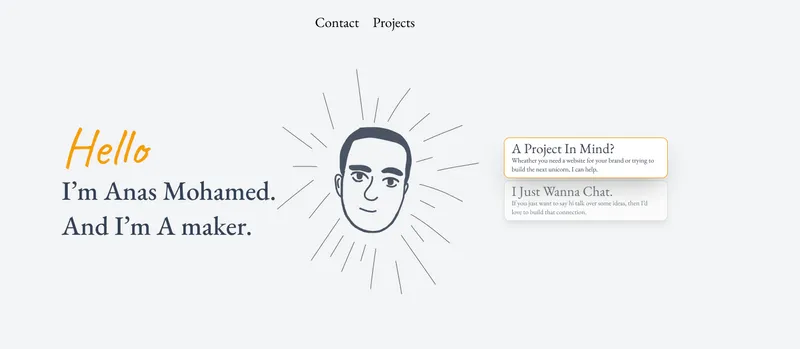 Contact Projects
Hello
I'm Anas Mohamed.
And I'm A maker.
A Project In Mind?
Wheather you need a website for your brand or trying to
build the next unicorn, I can help.
I Just Wanna Chat.
If you just want to say hi talk over some ideas, then I'll
love to build that connection.